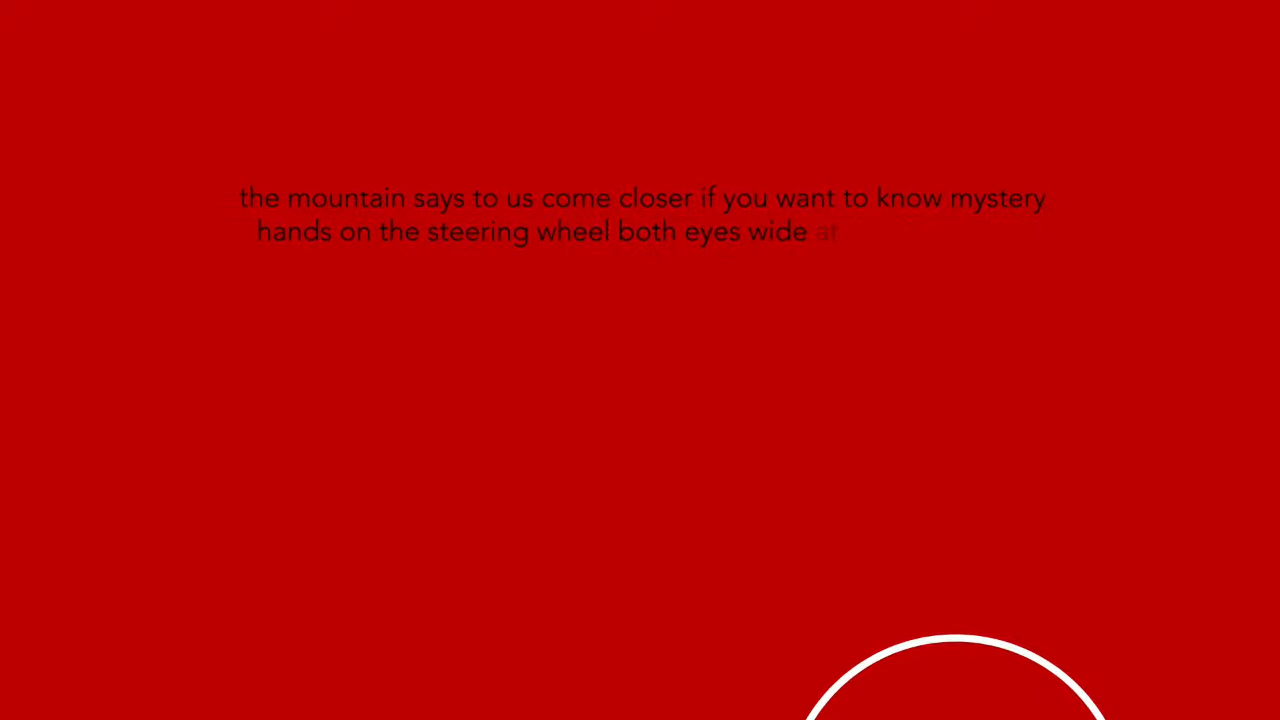 the mountain says to us come closer if you want to know mystery
hands on the steering wheel both eyes wide at